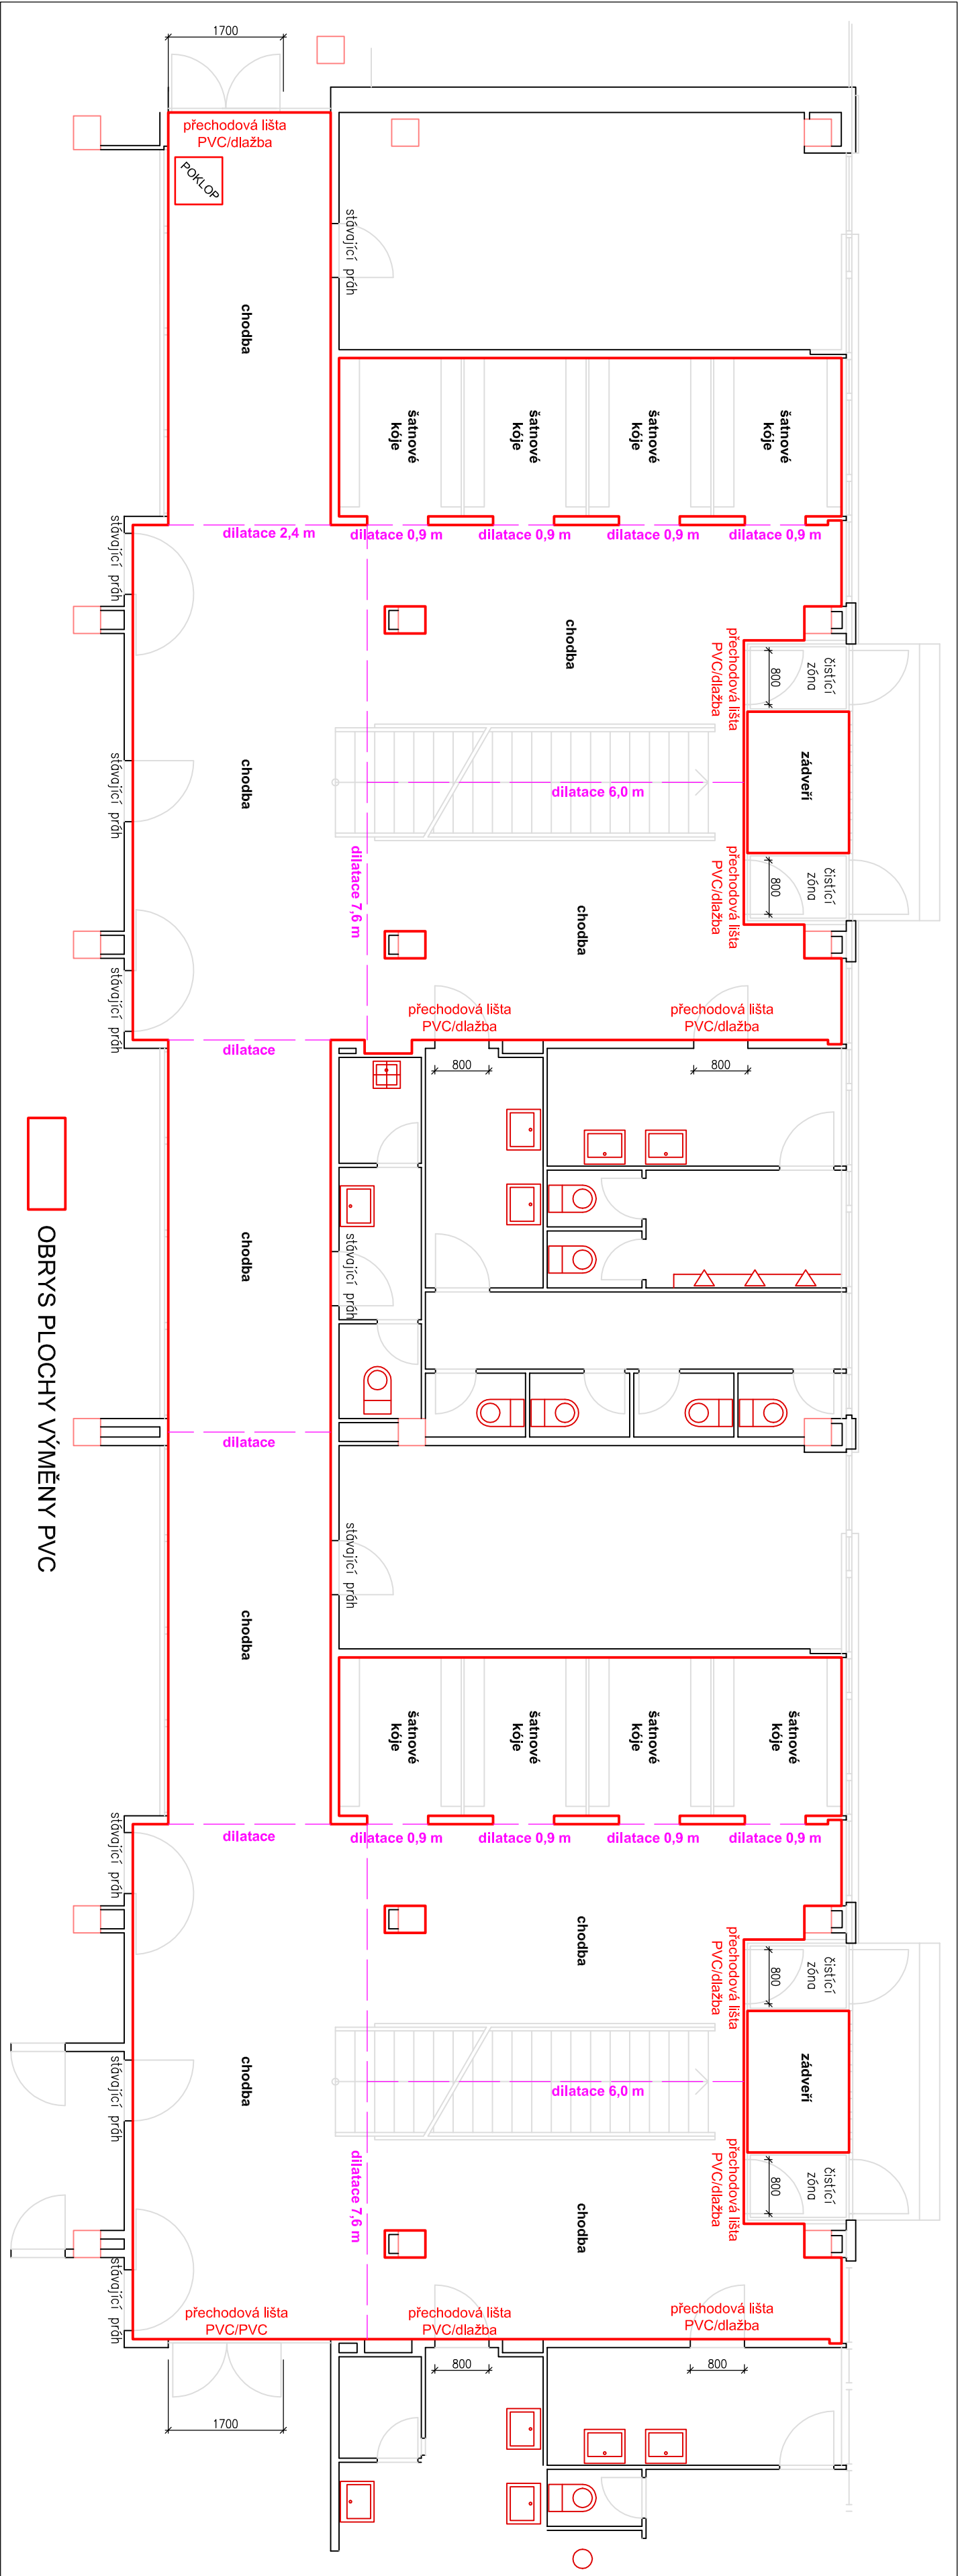 1700
přechodová lišta
PVC/dlažba
POKLOP
stávající práh
chodba
šatnové
kóje
šatnové
kóje
šatnové
kóje
šatnové
kóje
stávající práh
dilatace 2,4 m
dilatace 0,9 m
dilatace 0,9 m
dilatace 0,9 m
dilatace 0,9 m
chodba
přechodová lišta
PVC/dlažba
800
čistící
zóna
stávající práh
chodba
dilatace 6,0 m
zádveří
dilatace 7,6 m
chodba
přechodová lišta
PVC/dlažba
800
čistící
zóna
stávající práh
přechodová lišta
PVC/dlažba
přechodová lišta
PVC/dlažba
dilatace
800
800
OBRYS PLOCHY VÝMĚNY PVC
chodba
stávající práh
dilatace
stávající práh
chodba
šatnové
kóje
šatnové
kóje
šatnové
kóje
šatnové
kóje
stávající práh
dilatace
dilatace 0,9 m
dilatace 0,9 m
dilatace 0,9 m
dilatace 0,9 m
chodba
přechodová lišta
PVC/dlažba
800
čistící
zóna
stávající práh
chodba
dilatace 6,0 m
zádveří
dilatace 7,6 m
chodba
přechodová lišta
PVC/dlažba
800
čistící
zóna
stávající práh
přechodová lišta
PVC/PVC
přechodová lišta
PVC/dlažba
přechodová lišta
PVC/dlažba
800
800
1700